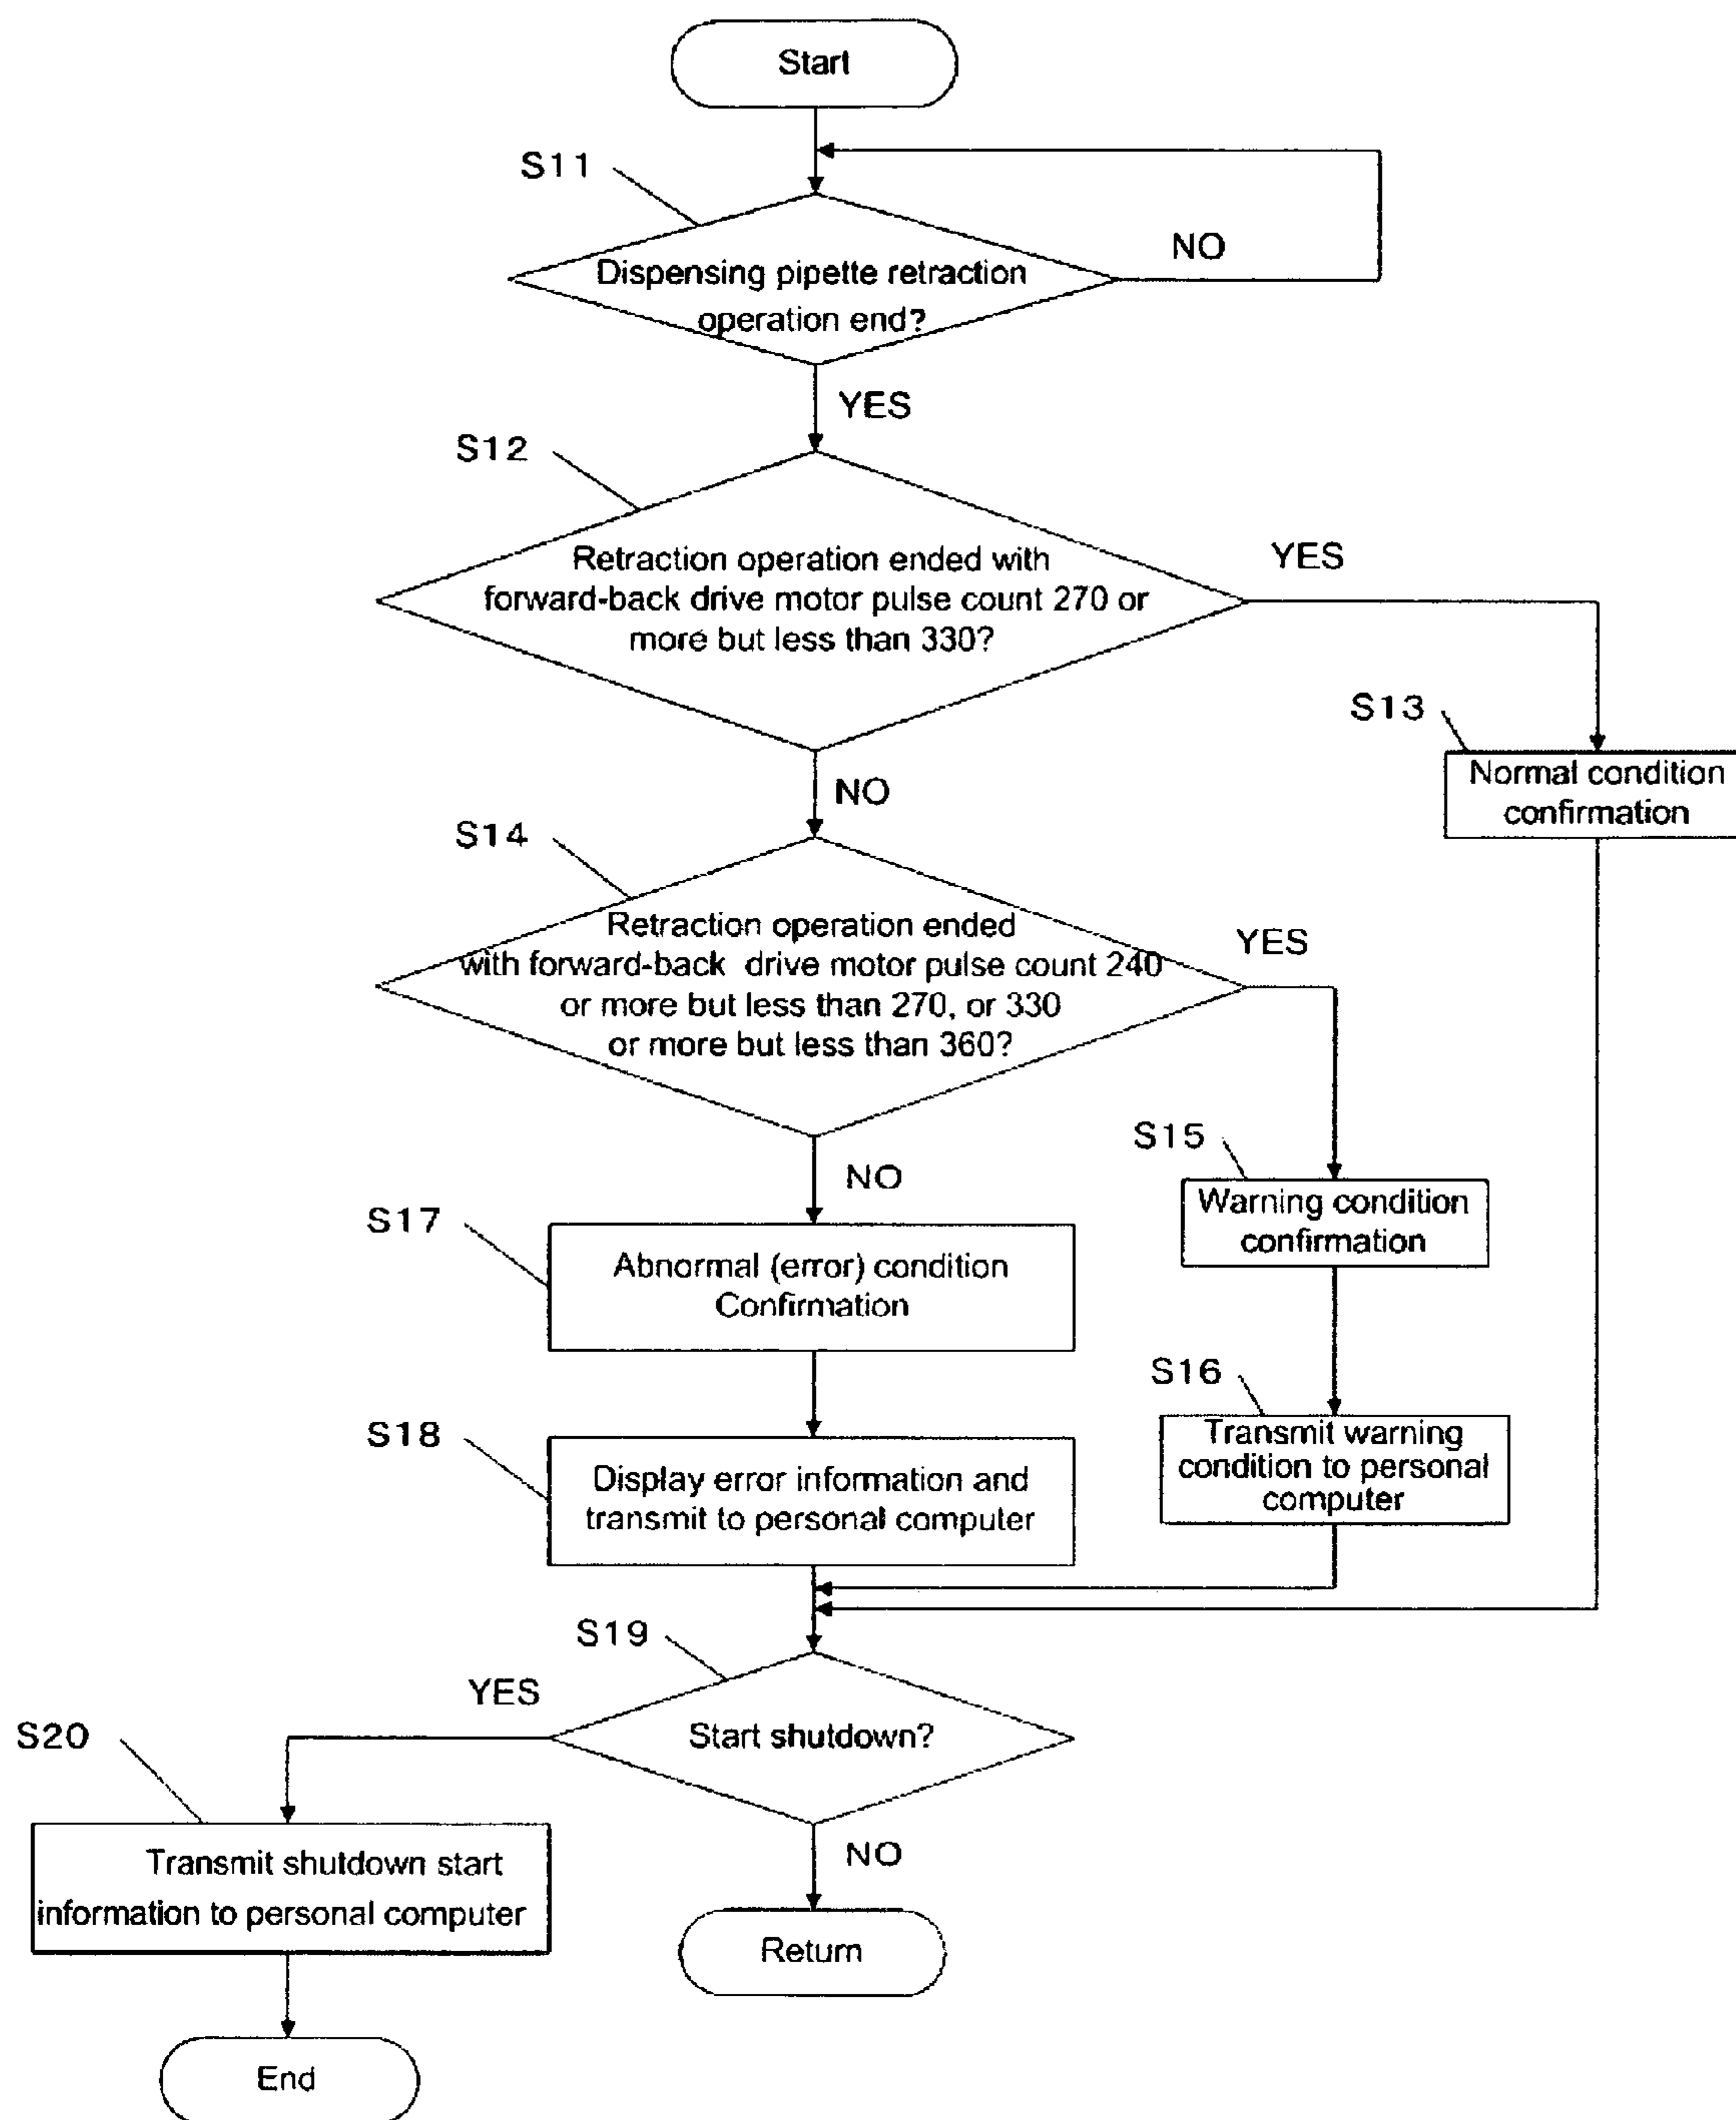 Start
S11
NO
Dispensing pipette retraction
operation end?
YES
S12
Retraction operation ended with
forward-back drive motor pulse count 270 or
more but less than 330?
YES
S13
Normal condition
confirmation
NO
S14
Retraction operation ended
with forward-back drive motor pulse count 240
or more but less than 270, or 330
or more but less than 360?
YES
S15
Warning condition
confirmation
NO
S17
Abnormal (error) condition
Confirmation
S16
Transmit warning
condition to personal
computer
S18
Display error information and
transmit to personal computer
S19
YES
Start shutdown?
S20
Transmit shutdown start
information to personal computer
NO
Return
End